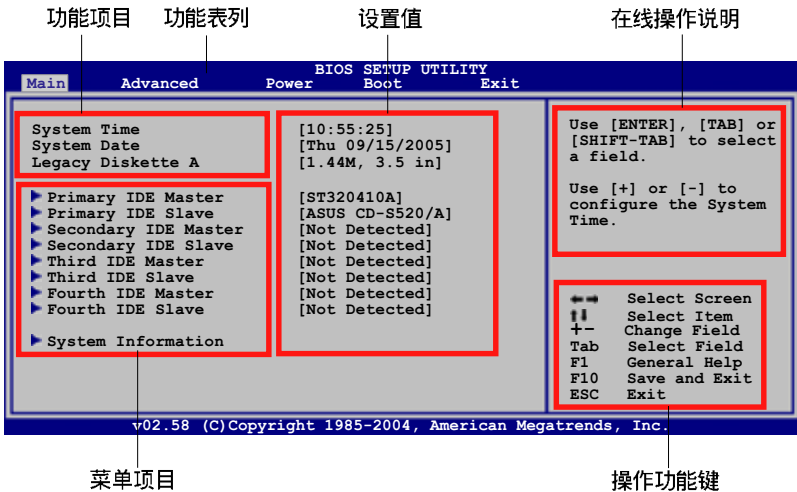 功能项目 功能表列 设置值 在线操作说明
BIOS SETUP UTILITY
Main Advanced Power Boot Exit
System Time [10:55:25]
System Date [Thu 09/15/2005]
Legacy Diskette A [1.44M, 3.5 in]
Primary IDE Master [ST320410A]
Primary IDE Slave [ASUS CD-S520/A]
Secondary IDE Master [Not Detected]
Secondary IDE Slave [Not Detected]
Third IDE Master [Not Detected]
Third IDE Slave [Not Detected]
Fourth IDE Master [Not Detected]
Fourth IDE Slave [Not Detected]
System Information
Use [ENTER], [TAB] or
[SHIFT-TAB] to select
a field.
Use [+] or [-] to
configure the System
Time.
←→ Select Screen
↑↓ Select Item
+- Change Field
Tab Select Field
F1 General Help
F10 Save and Exit
ESC Exit
v02.58 (C)Copyright 1985-2004, American Megatrends, Inc.
菜单项目 操作功能键